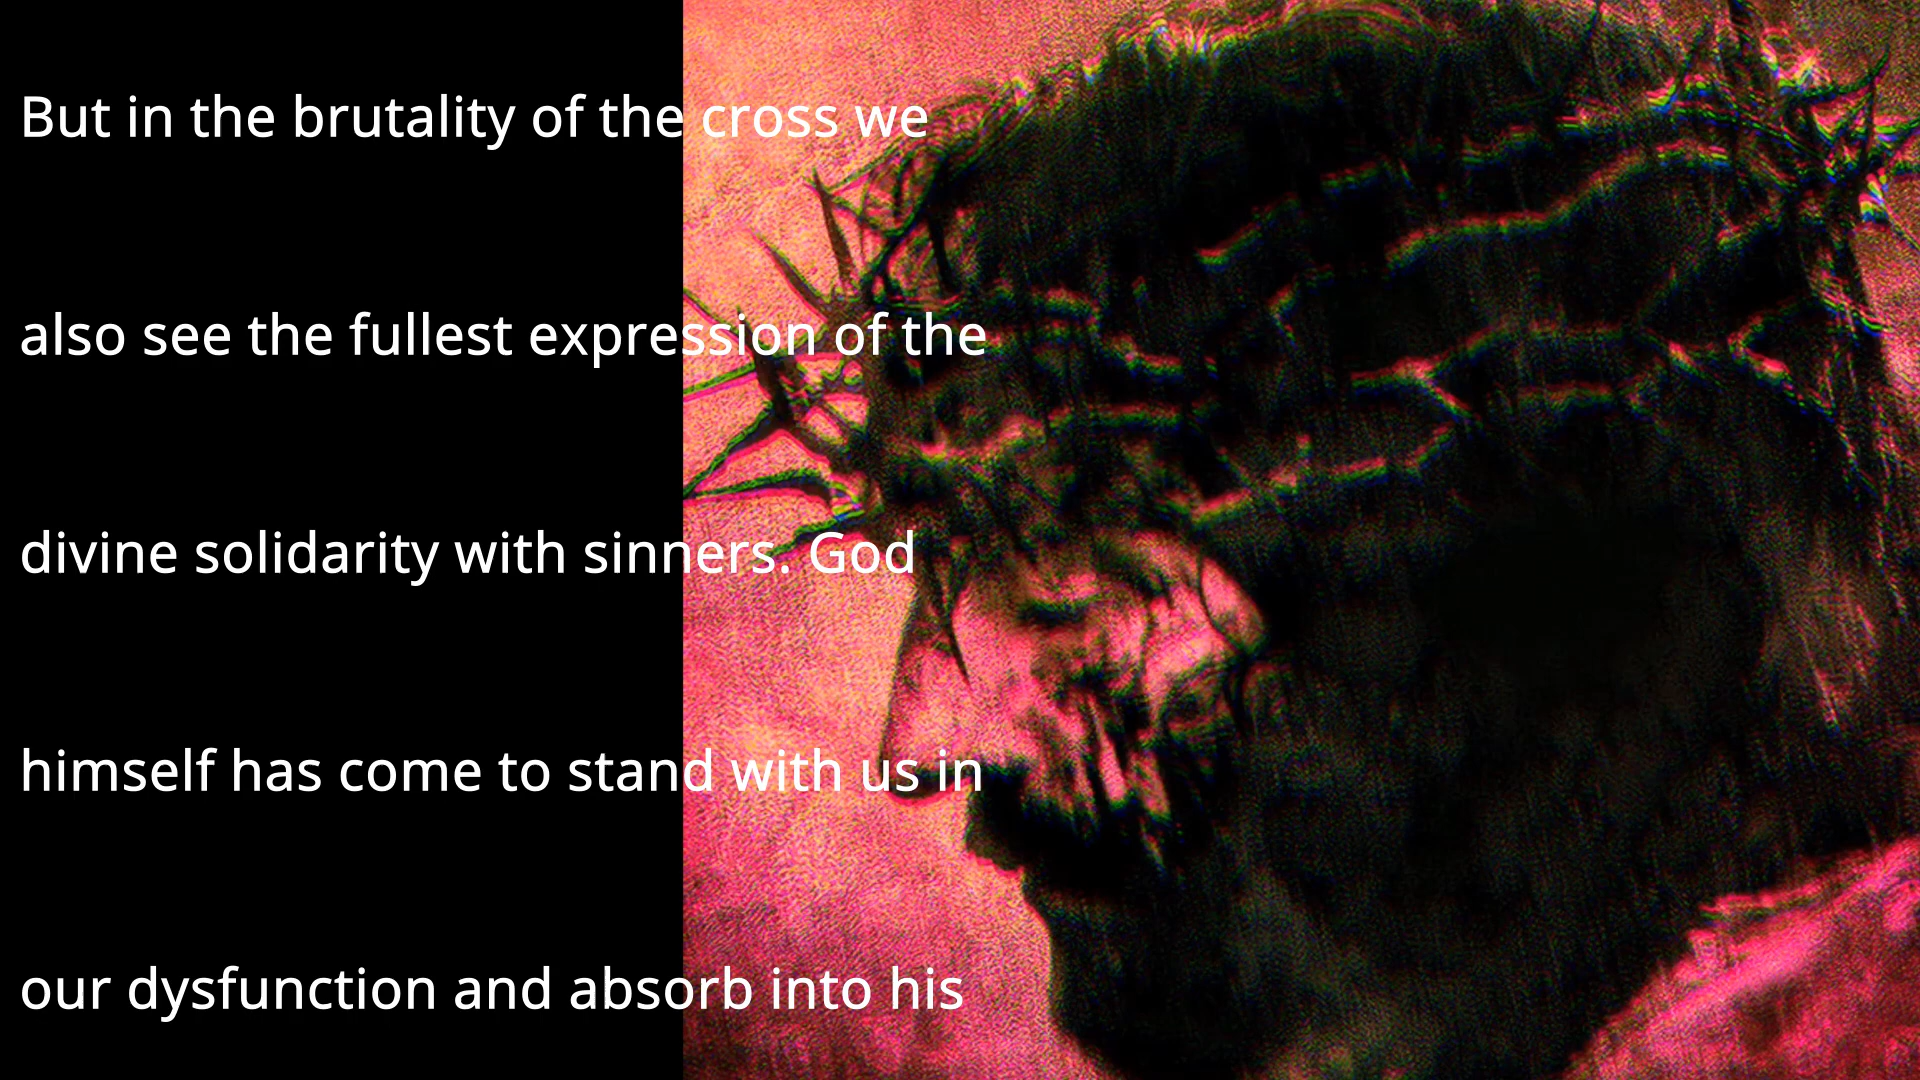 But in the brutality of the cross we
also see the fullest expression of the
divine solidarity with sinners. God
himself has come to stand with us in
our dysfunction and absorb into his